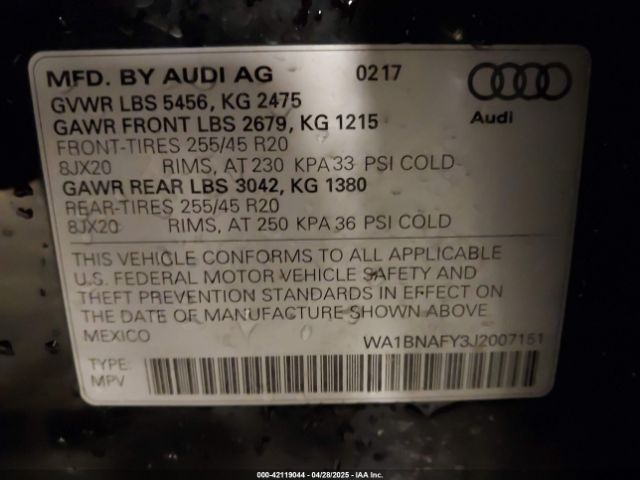 MFD. BY AUDI AG 0217
GVWR LBS 5456, KG 2475
GAWR FRONT LBS 2679, KG 1215
Audi
FRONT-TIRES 255/45 R20
8JX20 RIMS, AT 230 KPA 33 PSI COLD
GAWR REAR LBS 3042, KG 1380
REAR-TIRES 255/45 R20
8JX20 RIMS, AT 250 KPA 36 PSI COLD
THIS VEHICLE CONFORMS TO ALL APPLICABLE
U.S. FEDERAL MOTOR VEHICLE SAFETY AND
THEFT PREVENTION STANDARDS IN EFFECT ON
THE DATE OF MANUFACTURE SHOWN ABOVE.
MEXICO WA1BNAFY3J2007151
TYPE:
MPV
000-42119044 - 04/28/2025 - IAA Inc.